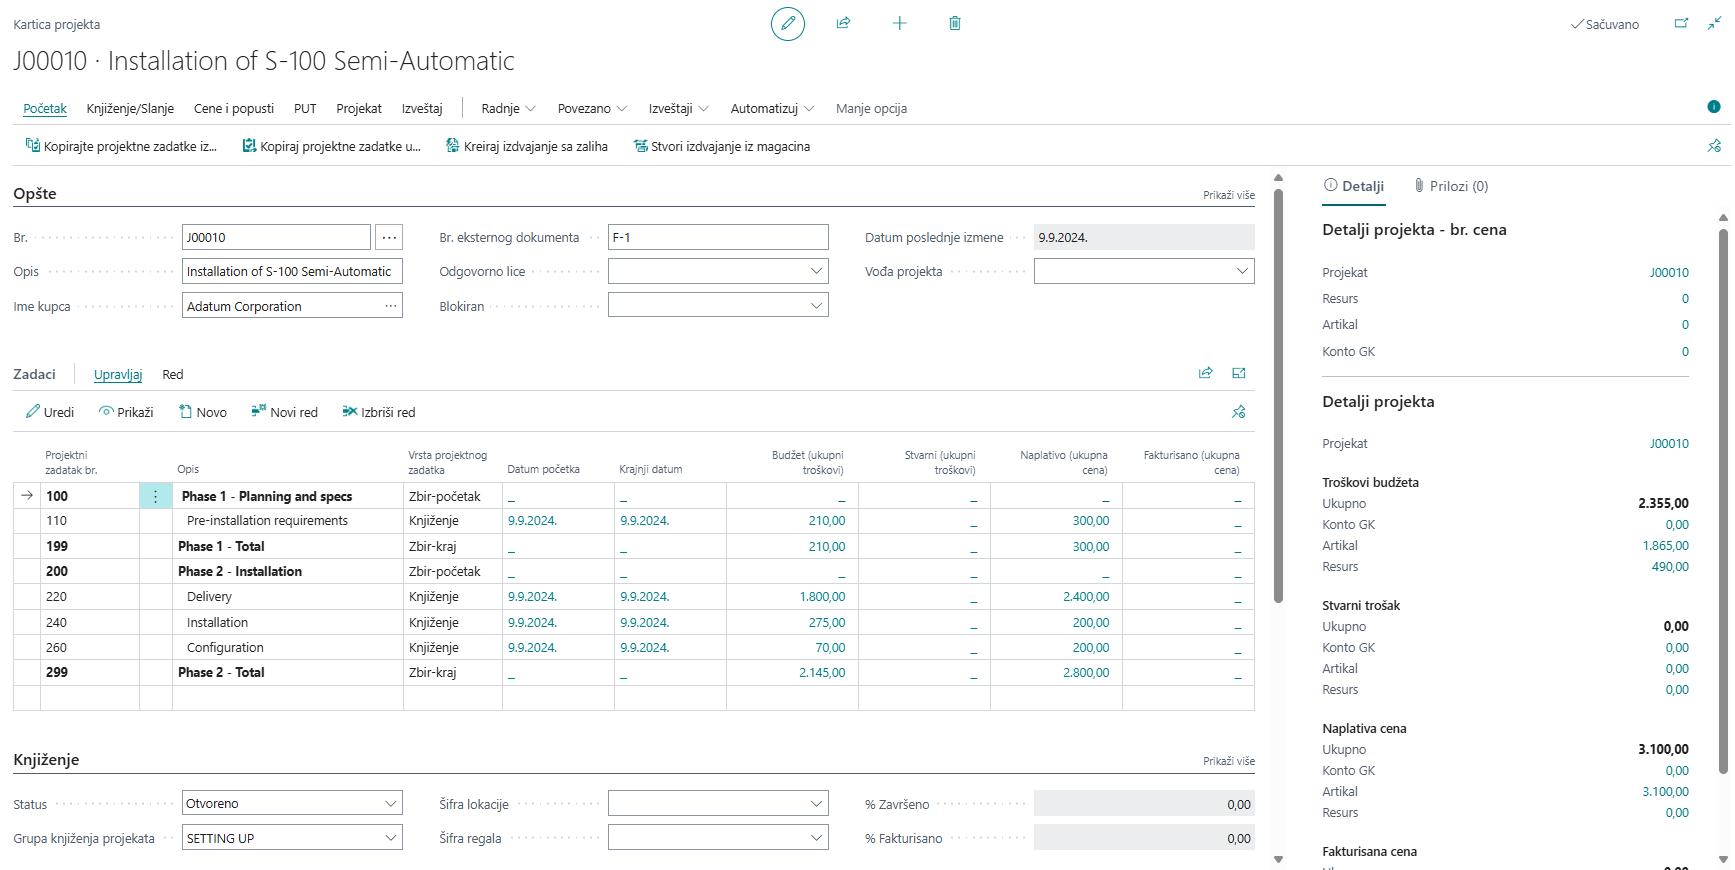 Kartica projekta
Sačuvano
J00010 · Installation of S-100 Semi-Automatic
Početak Knjiženje/Slanje Cene i popusti PUT Projekat Izveštaj Radnje Povezano Izveštaji Automatizuj Manje opcija
Kopirajte projektne zadatke iz... Kopiraj projektne zadatke u... Kreiraj izdvajanje sa zaliha Stvori izdvajanje iz magacina
Opšte Prikaži više
Br. J00010 Br. eksternog dokumenta F-1 Datum poslednje izmene 9.9.2024.
Opis Installation of S-100 Semi-Automatic Odgovorno lice Vođa projekta
Ime kupca Adatum Corporation Blokiran
Zadaci Upravljaj Red
Uredi Prikaži Novo Novi red Izbriši red
Projektni zadatak br. Opis Vrsta projektnog zadatka Datum početka Krajnji datum Budžet (ukupni troškovi) Stvarni (ukupni troškovi) Naplativo (ukupna cena) Fakturisano (ukupna cena)
100 Phase 1 - Planning and specs Zbir-početak _ _ _ _ _ _
110 Pre-installation requirements Knjiženje 9.9.2024. 9.9.2024. 210,00 _ 300,00 _
199 Phase 1 - Total Zbir-kraj _ _ 210,00 _ 300,00 _
200 Phase 2 - Installation Zbir-početak _ _ _ _ _ _
220 Delivery Knjiženje 9.9.2024. 9.9.2024. 1.800,00 _ 2.400,00 _
240 Installation Knjiženje 9.9.2024. 9.9.2024. 275,00 _ 200,00 _
260 Configuration Knjiženje 9.9.2024. 9.9.2024. 70,00 _ 200,00 _
299 Phase 2 - Total Zbir-kraj _ _ 2.145,00 _ 2.800,00 _
Knjiženje Prikaži više
Status Otvoreno Šifra lokacije % Završeno 0,00
Grupa knjiženja projekata SETTING UP Šifra regala % Fakturisano 0,00
Detalji Prilozi (0)
Detalji projekta - br. cena
Projekat J00010
Resurs 0
Artikal 0
Konto GK 0
Detalji projekta
Projekat J00010
Troškovi budžeta
Ukupno 2.355,00
Konto GK 0,00
Artikal 1.865,00
Resurs 490,00
Stvarni trošak
Ukupno 0,00
Konto GK 0,00
Artikal 0,00
Resurs 0,00
Naplativa cena
Ukupno 3.100,00
Konto GK 0,00
Artikal 3.100,00
Resurs 0,00
Fakturisana cena